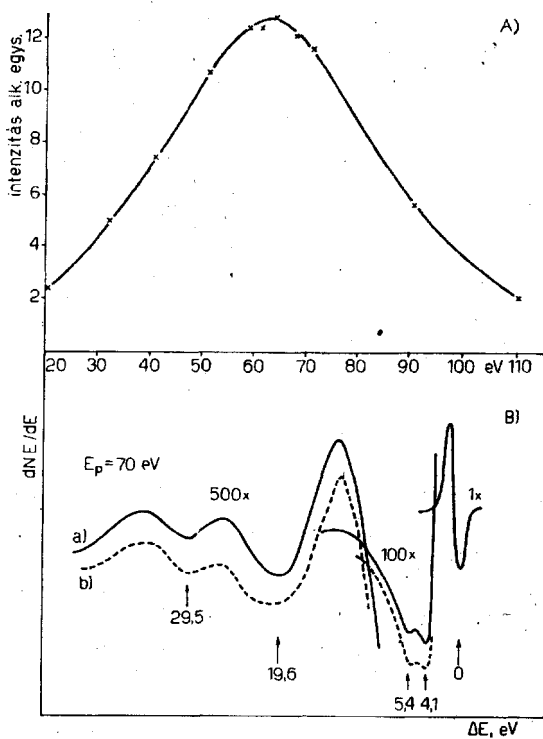 A)
intenzitás alk. egys.
12
10
8
6
4
2
20 30 40 50 60 70 80 90 100 eV 110
B)
dNE/dE
E_p = 70 eV
500x
1x
a)
100x
b)
29,5
19,6
0
5,4 4,1
ΔE, eV